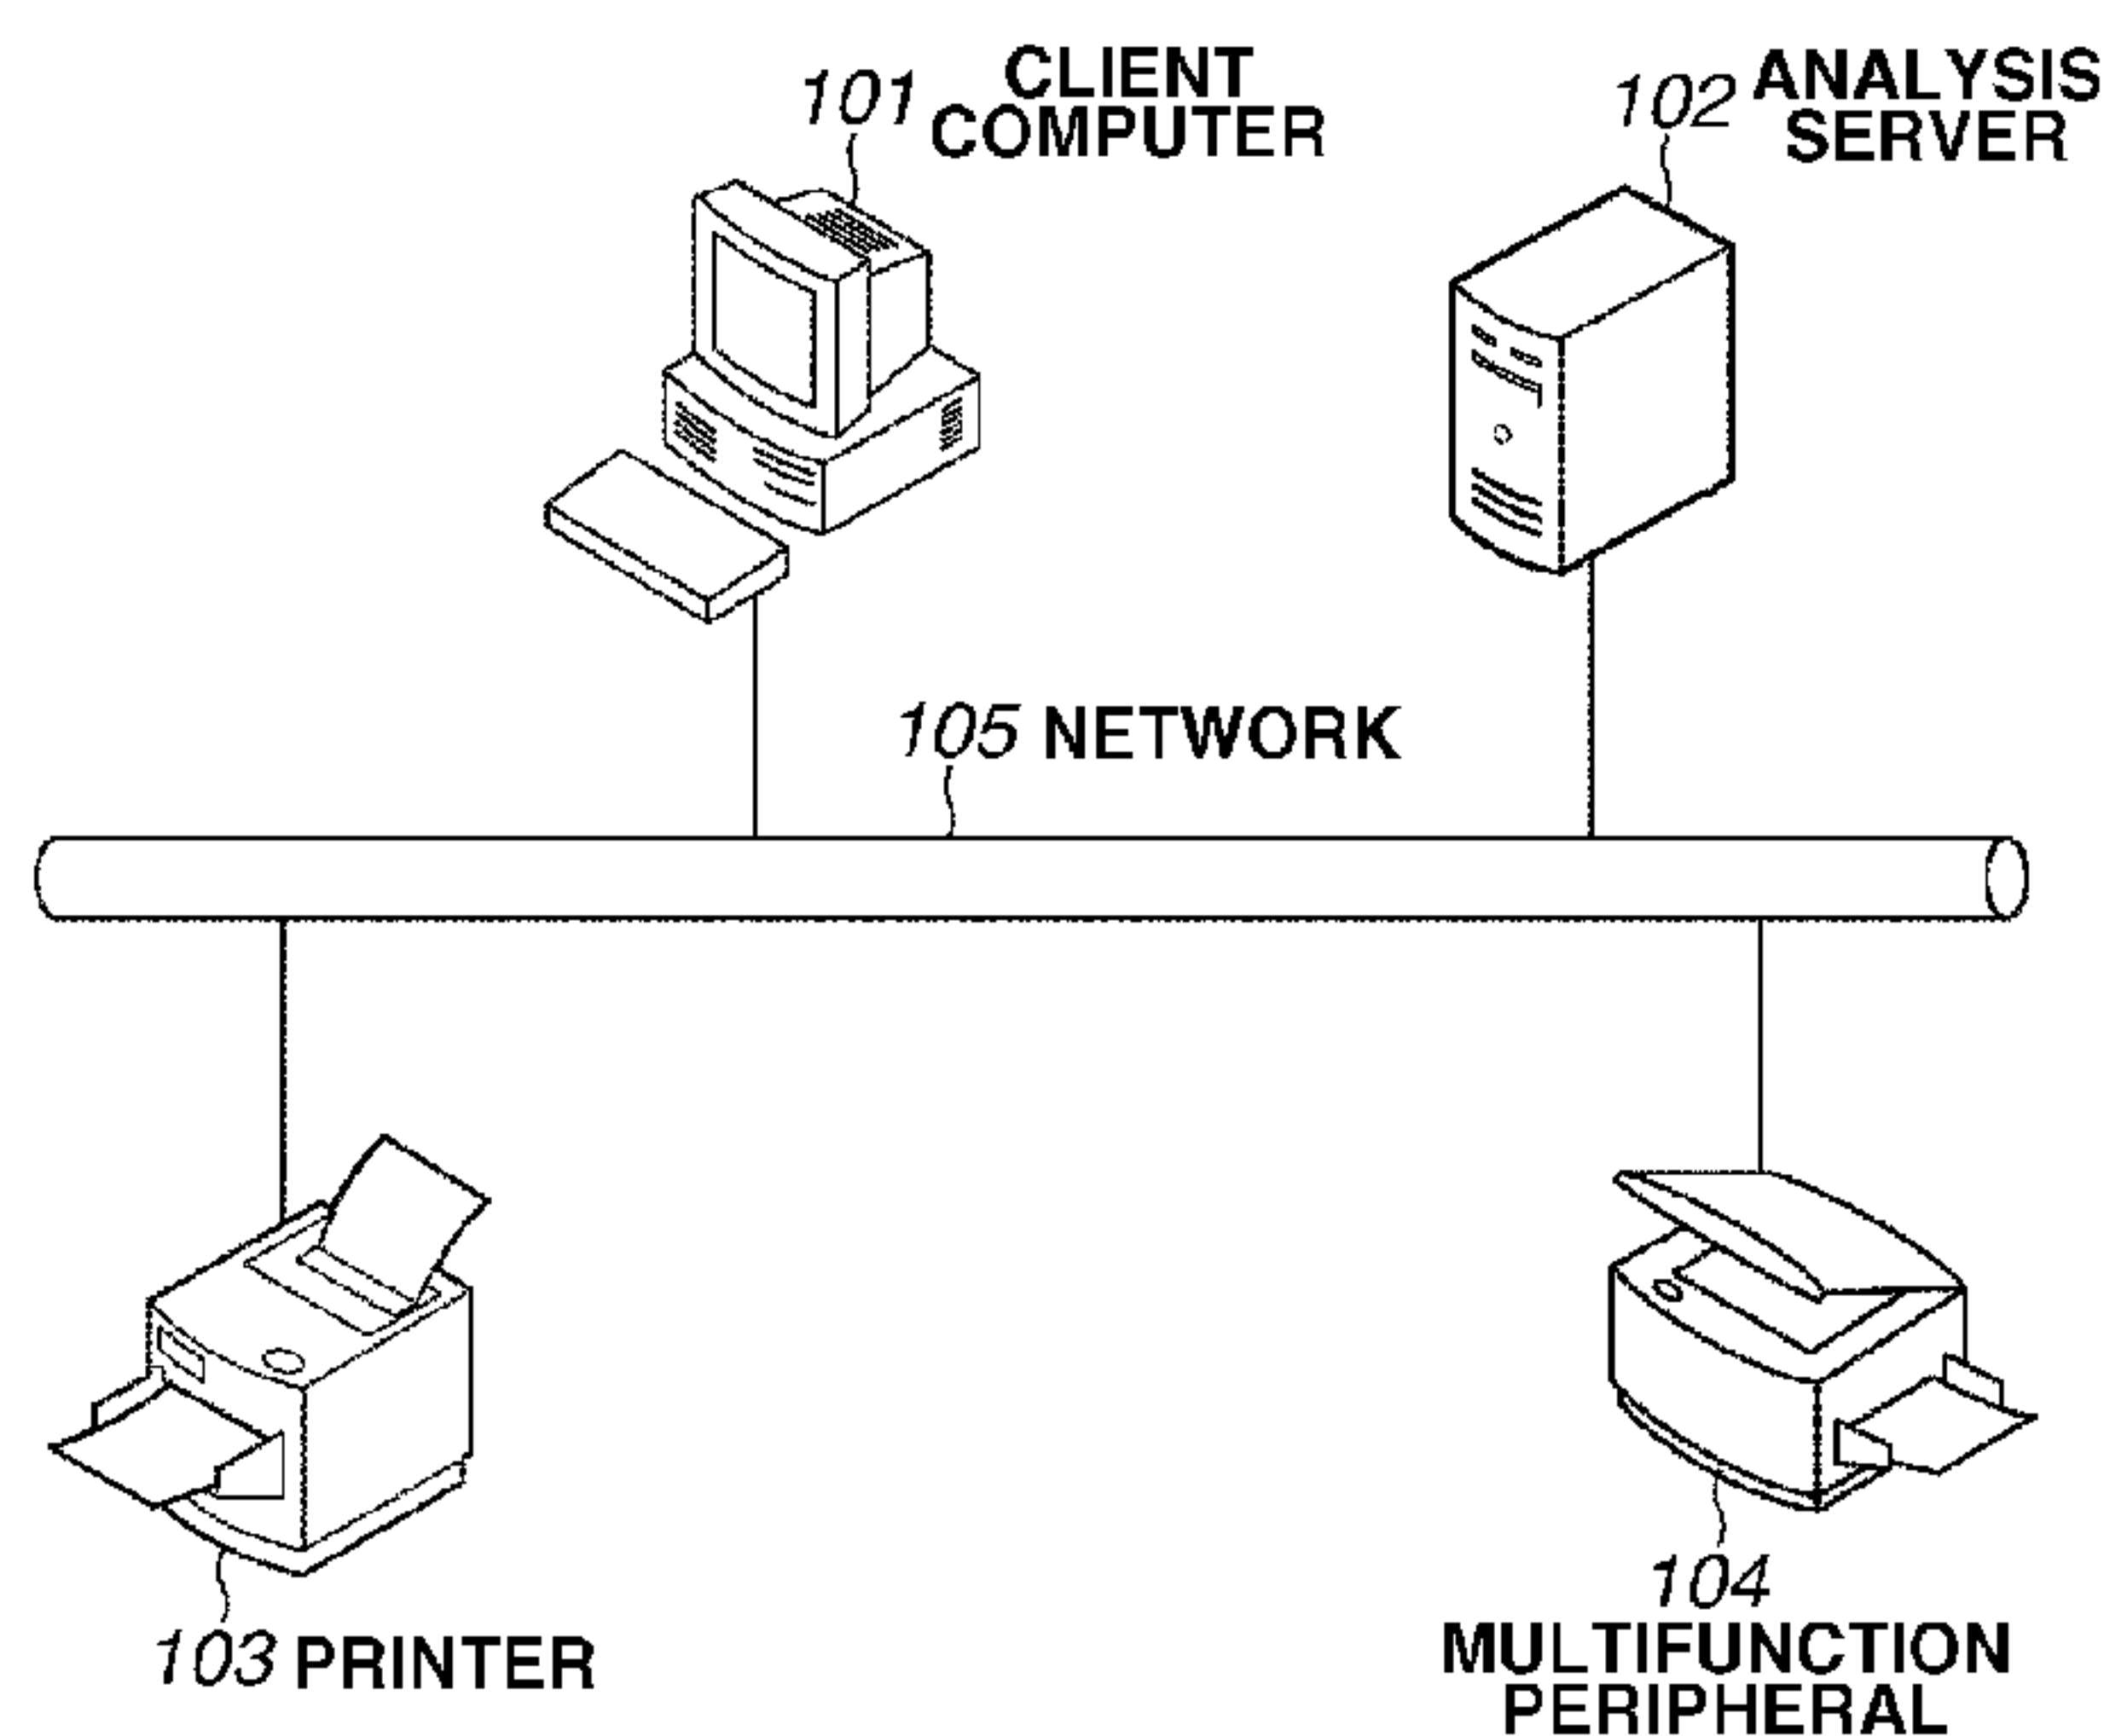 101 CLIENT
COMPUTER
102 ANALYSIS
SERVER
105 NETWORK
103 PRINTER
104
MULTIFUNCTION
PERIPHERAL